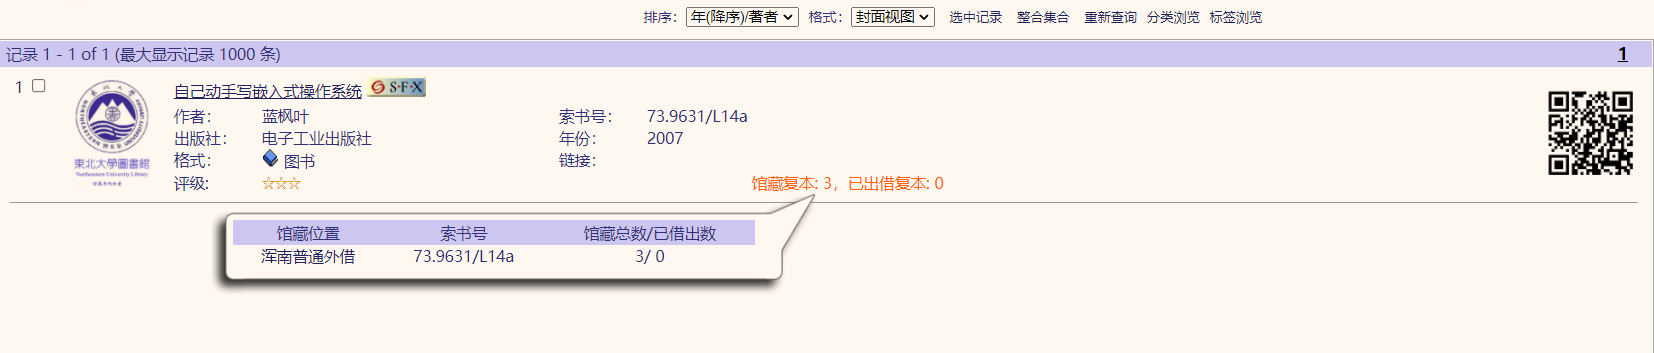 排序： 年(降序)/著者 格式： 封面视图 选中记录 整合集合 重新查询 分类浏览 标签浏览
记录 1 - 1 of 1 (最大显示记录 1000 条) 1
1 自己动手写嵌入式操作系统 S·F·X
作者： 蓝枫叶 索书号： 73.9631/L14a
出版社： 电子工业出版社 年份： 2007
東北大學圖書館
Northeastern University Library
格式： 图书 链接：
评级: ☆☆☆ 馆藏复本: 3，已出借复本: 0
馆藏位置 索书号 馆藏总数/已借出数
浑南普通外借 73.9631/L14a 3/ 0